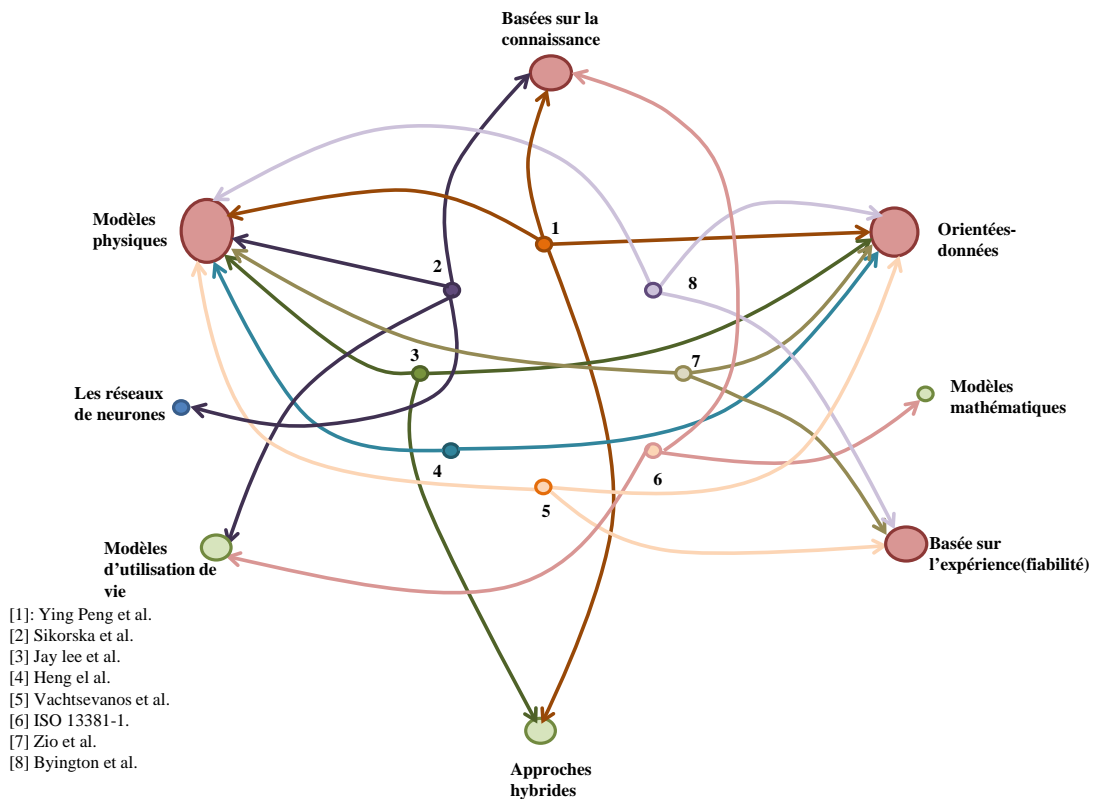 Basées sur la
connaissance
Modèles
physiques
1
Orientées-
données
2
8
3
7
Les réseaux
de neurones
Modèles
mathématiques
4
6
5
Modèles
d'utilisation de
vie
Basée sur
l'expérience(fiabilité)
[1]: Ying Peng et al.
[2] Sikorska et al.
[3] Jay lee et al.
[4] Heng el al.
[5] Vachtsevanos et al.
[6] ISO 13381-1.
[7] Zio et al.
[8] Byington et al.
Approches
hybrides